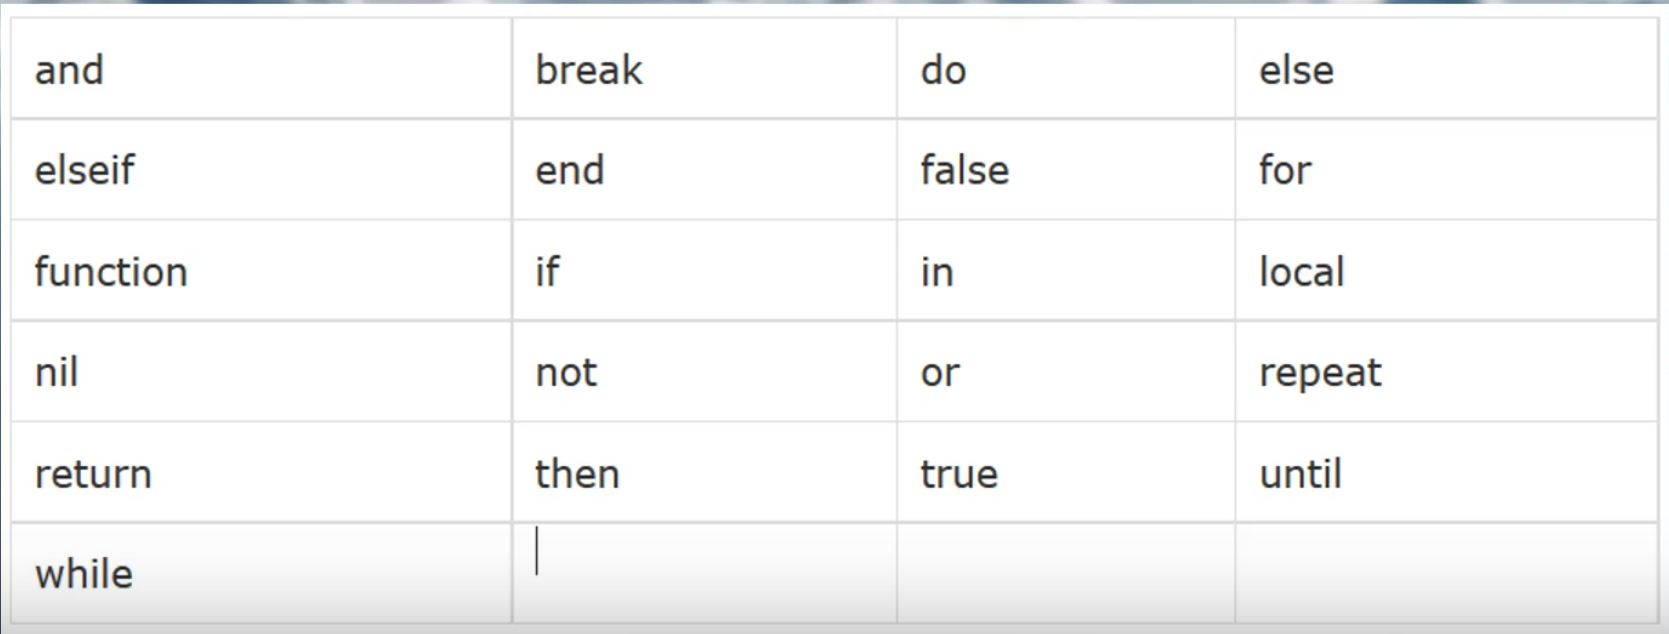 and break do else
elseif end false for
function if in local
nil not or repeat
return then true until
while